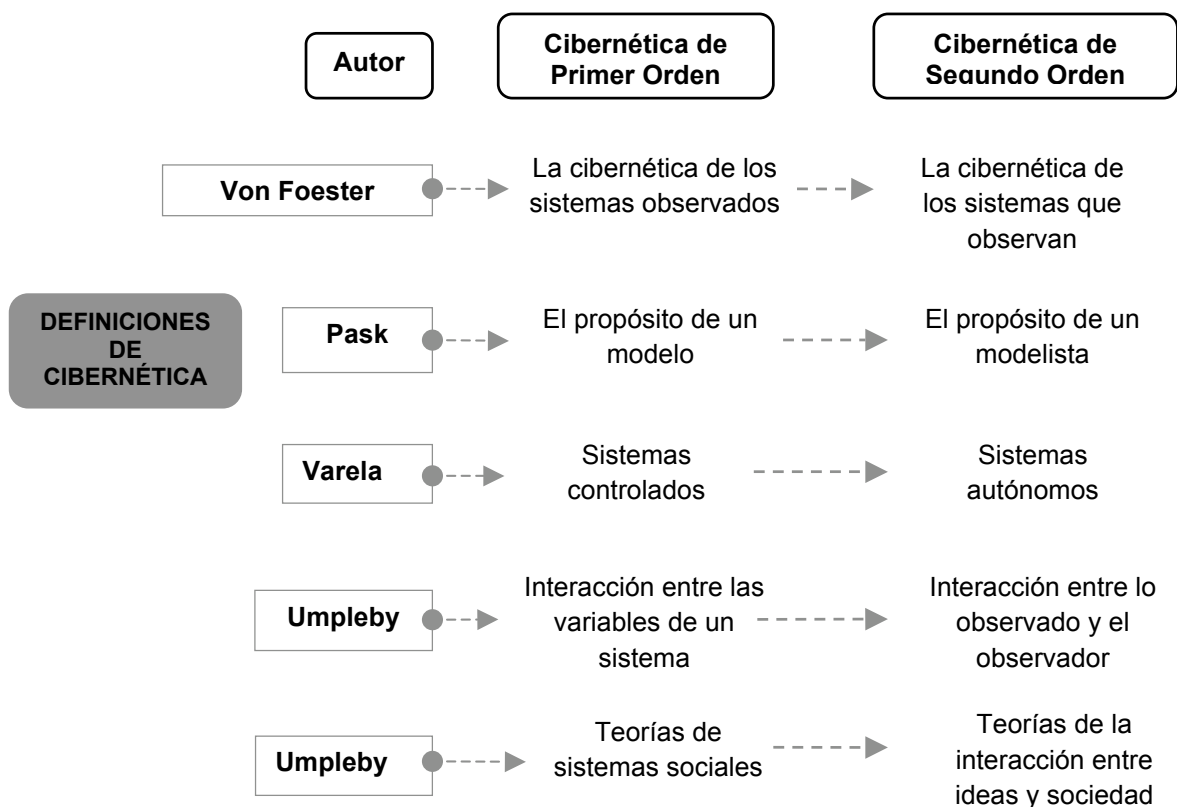 Autor
Cibernética de
Primer Orden
Cibernética de
Segundo Orden
Von Foester
La cibernética de los
sistemas observados
La cibernética de
los sistemas que
observan
DEFINICIONES
DE
CIBERNÉTICA
Pask
El propósito de un
modelo
El propósito de un
modelista
Varela
Sistemas
controlados
Sistemas
autónomos
Umpleby
Interacción entre las
variables de un
sistema
Interacción entre lo
observado y el
observador
Umpleby
Teorías de
sistemas sociales
Teorías de la
interacción entre
ideas y sociedad